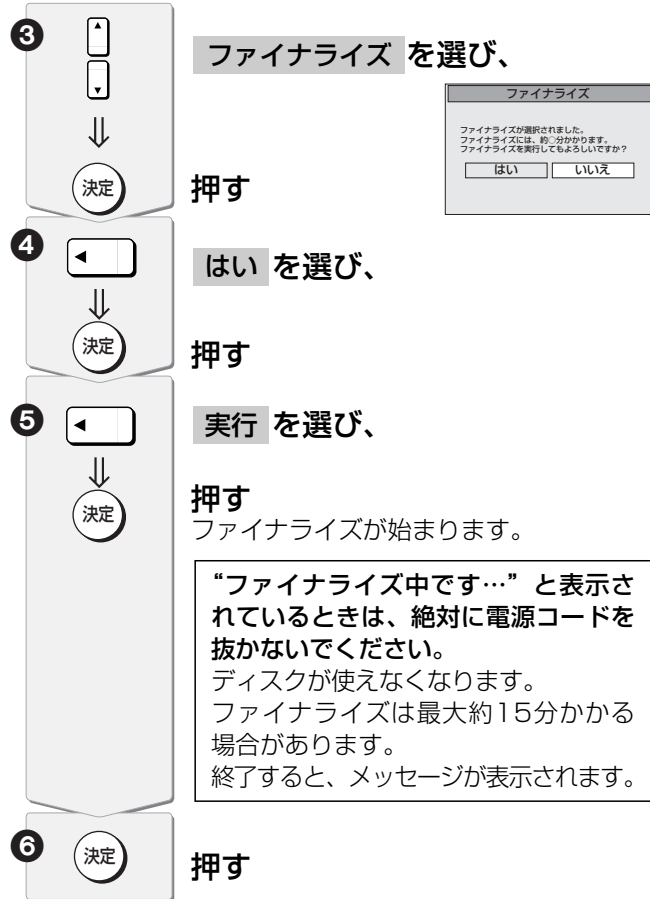 ❸
▲
▼
⇓
決定
ファイナライズ を選び、
押す
ファイナライズ
ファイナライズが選択されました。
ファイナライズには、約○分かかります。
ファイナライズを実行してもよろしいですか？
はい いいえ
❹
◀
⇓
決定
はい を選び、
押す
❺
◀
⇓
決定
実行 を選び、
押す
ファイナライズが始まります。
“ファイナライズ中です…”と表示さ
れているときは、絶対に電源コードを
抜かないでください。
ディスクが使えなくなります。
ファイナライズは最大約15分かかる
場合があります。
終了すると、メッセージが表示されます。
❻
決定
押す